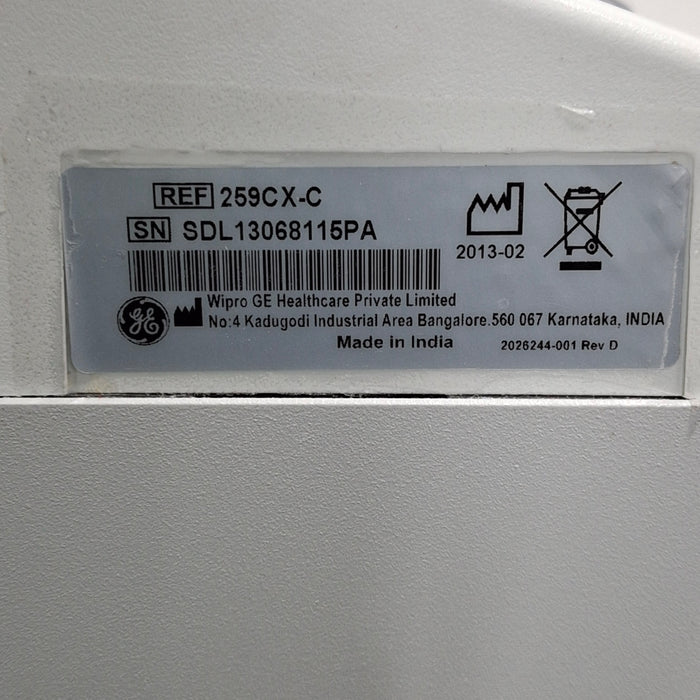 REF 259CX-C
SN SDL13068115PA
2013-02
GE
Wipro GE Healthcare Private Limited
No:4 Kadugodi Industrial Area Bangalore.560 067 Karnataka, INDIA
Made in India
2026244-001 Rev D